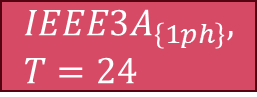 IEEE3A_{1ph},
T = 24